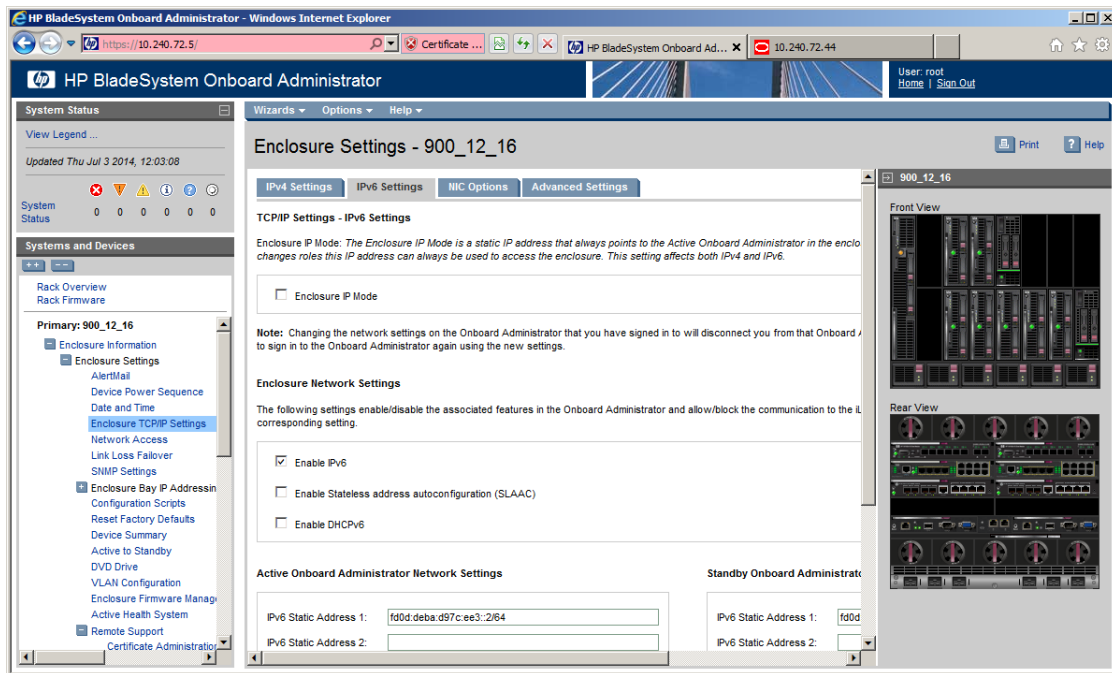 HP BladeSystem Onboard Administrator - Windows Internet Explorer
https://10.240.72.5/
Certificate ...
HP BladeSystem Onboard Ad...
10.240.72.44
HP BladeSystem Onboard Administrator
User: root
Home | Sign Out
System Status
View Legend ...
Updated Thu Jul 3 2014, 12:03:08
System Status 0 0 0 0 0 0
Systems and Devices
Rack Overview
Rack Firmware
Primary: 900_12_16
Enclosure Information
Enclosure Settings
AlertMail
Device Power Sequence
Date and Time
Enclosure TCP/IP Settings
Network Access
Link Loss Failover
SNMP Settings
Enclosure Bay IP Addressin
Configuration Scripts
Reset Factory Defaults
Device Summary
Active to Standby
DVD Drive
VLAN Configuration
Enclosure Firmware Manag
Active Health System
Remote Support
Certificate Administration
Wizards Options Help
Enclosure Settings - 900_12_16
Print
Help
IPv4 Settings
IPv6 Settings
NIC Options
Advanced Settings
TCP/IP Settings - IPv6 Settings
Enclosure IP Mode: The Enclosure IP Mode is a static IP address that always points to the Active Onboard Administrator in the enclo
changes roles this IP address can always be used to access the enclosure. This setting affects both IPv4 and IPv6.
Enclosure IP Mode
Note: Changing the network settings on the Onboard Administrator that you have signed in to will disconnect you from that Onboard A
to sign in to the Onboard Administrator again using the new settings.
Enclosure Network Settings
The following settings enable/disable the associated features in the Onboard Administrator and allow/block the communication to the iL
corresponding setting.
Enable IPv6
Enable Stateless address autoconfiguration (SLAAC)
Enable DHCPv6
Active Onboard Administrator Network Settings
IPv6 Static Address 1: fd0d:deba:d97c:ee3::2/64
IPv6 Static Address 2:
Standby Onboard Administrato
IPv6 Static Address 1: fd0d
IPv6 Static Address 2:
900_12_16
Front View
Rear View